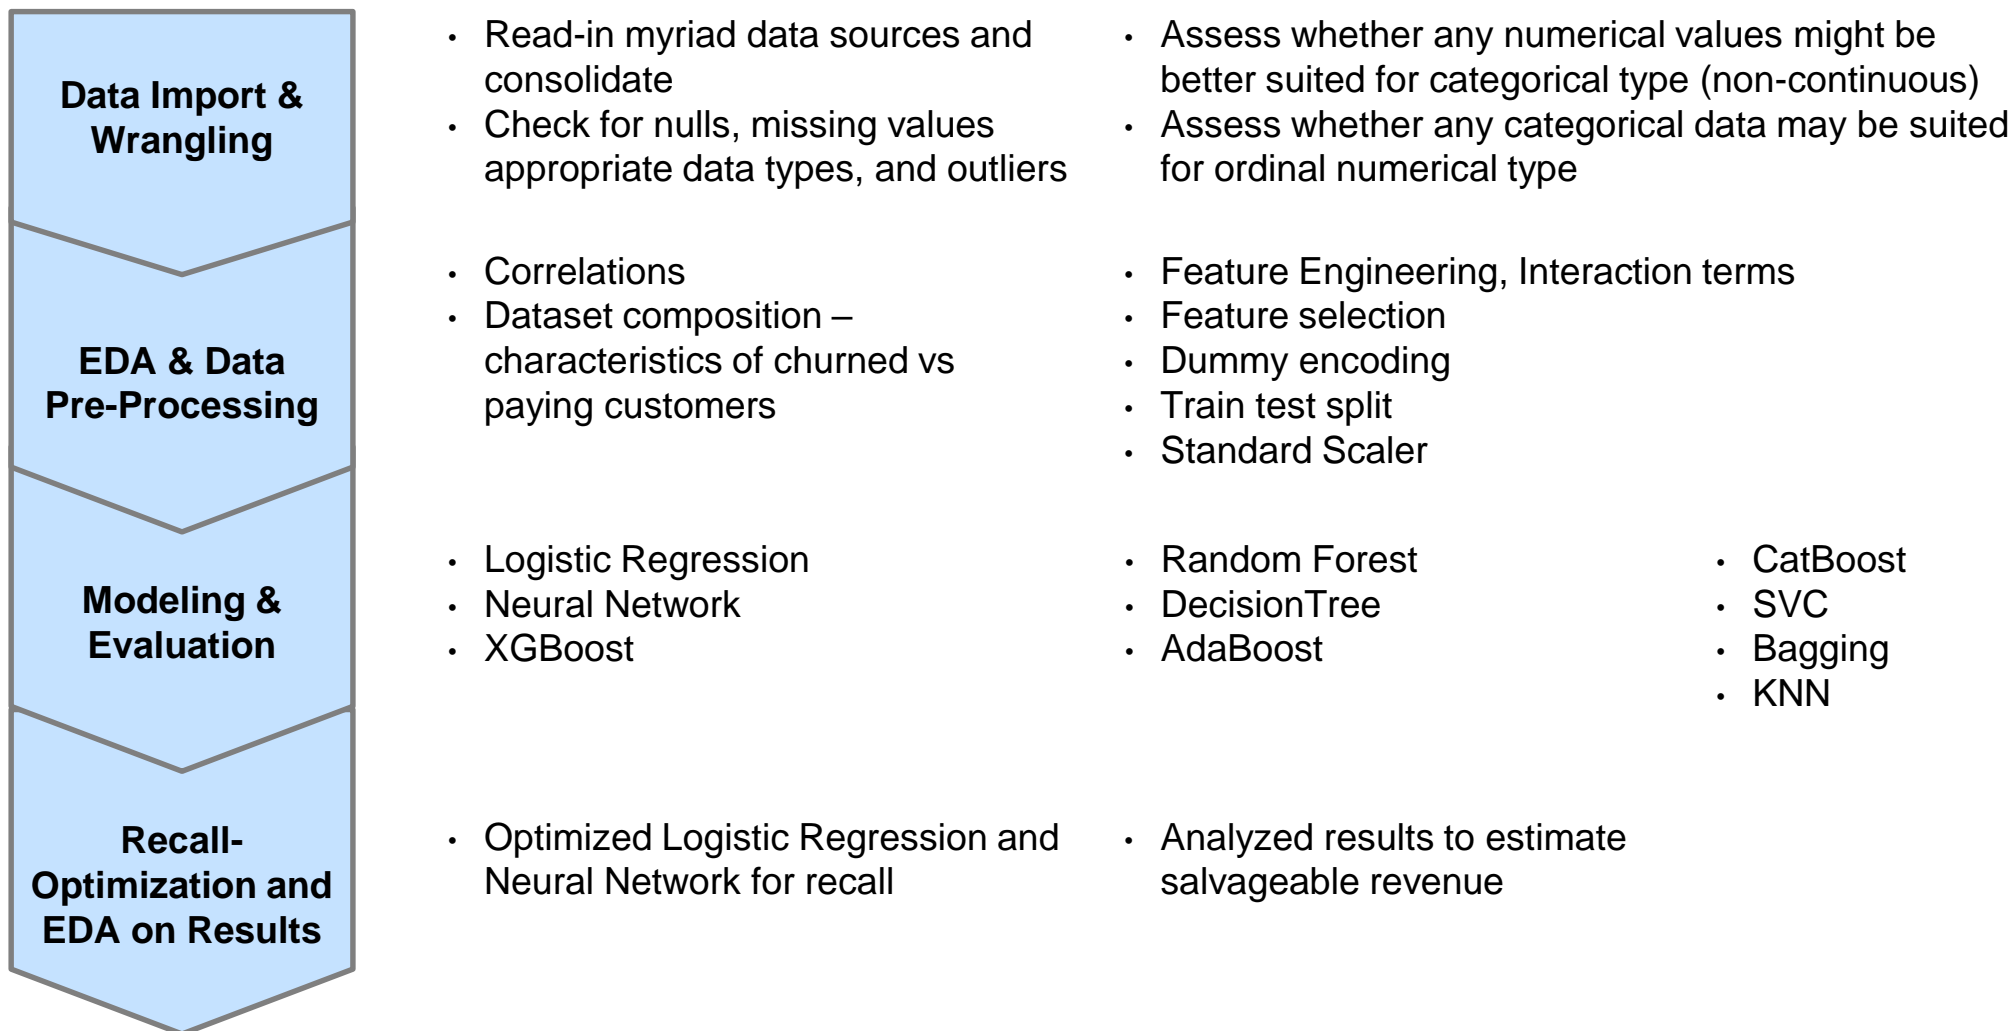 Data Import &
Wrangling
• Read-in myriad data sources and
consolidate
• Check for nulls, missing values
appropriate data types, and outliers
• Assess whether any numerical values might be
better suited for categorical type (non-continuous)
• Assess whether any categorical data may be suited
for ordinal numerical type
EDA & Data
Pre-Processing
• Correlations
• Dataset composition –
characteristics of churned vs
paying customers
• Feature Engineering, Interaction terms
• Feature selection
• Dummy encoding
• Train test split
• Standard Scaler
Modeling &
Evaluation
• Logistic Regression
• Neural Network
• XGBoost
• Random Forest
• DecisionTree
• AdaBoost
• CatBoost
• SVC
• Bagging
• KNN
Recall-
Optimization and
EDA on Results
• Optimized Logistic Regression and
Neural Network for recall
• Analyzed results to estimate
salvageable revenue